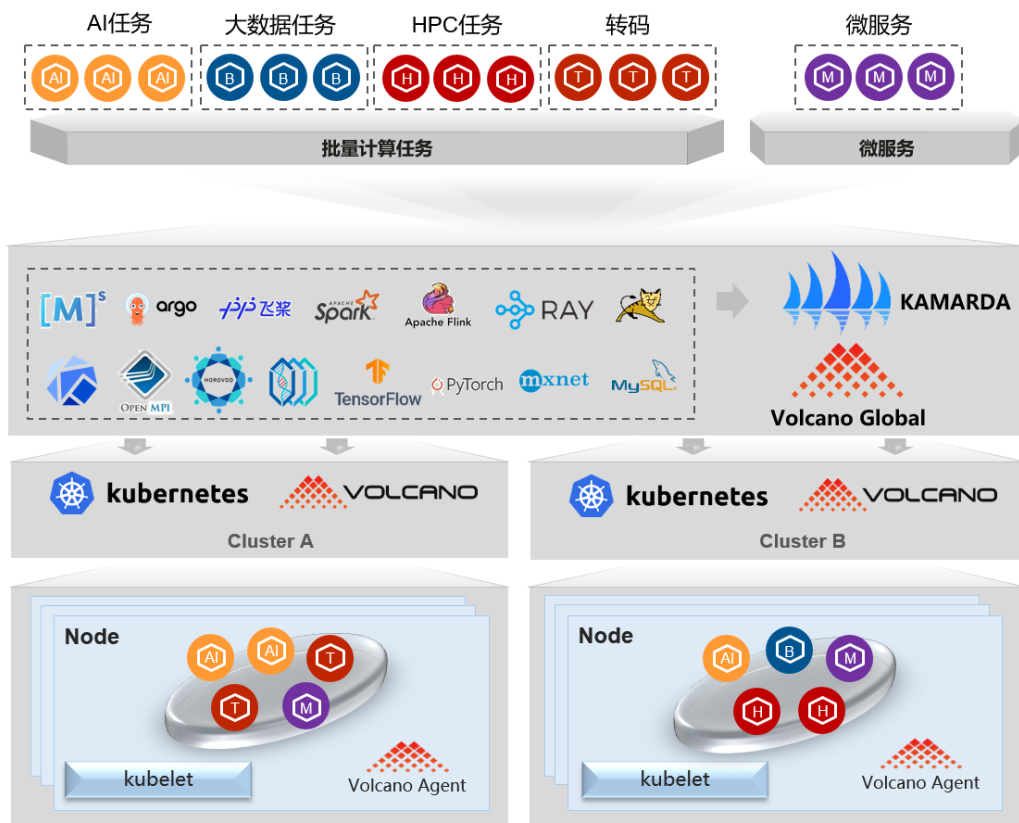 AI任务 大数据任务 HPC任务 转码 微服务
AI AI AI B B B H H H T T T M M M
批量计算任务 微服务
[M]s argo 飞桨 APACHE Spark Apache Flink RAY
KAMARDA
OPEN MPI HOROVOD TensorFlow PyTorch mxnet MySQL
Volcano Global
kubernetes VOLCANO kubernetes VOLCANO
Cluster A Cluster B
Node Node
AI AI T AI B M
T M H H
kubelet Volcano Agent kubelet Volcano Agent